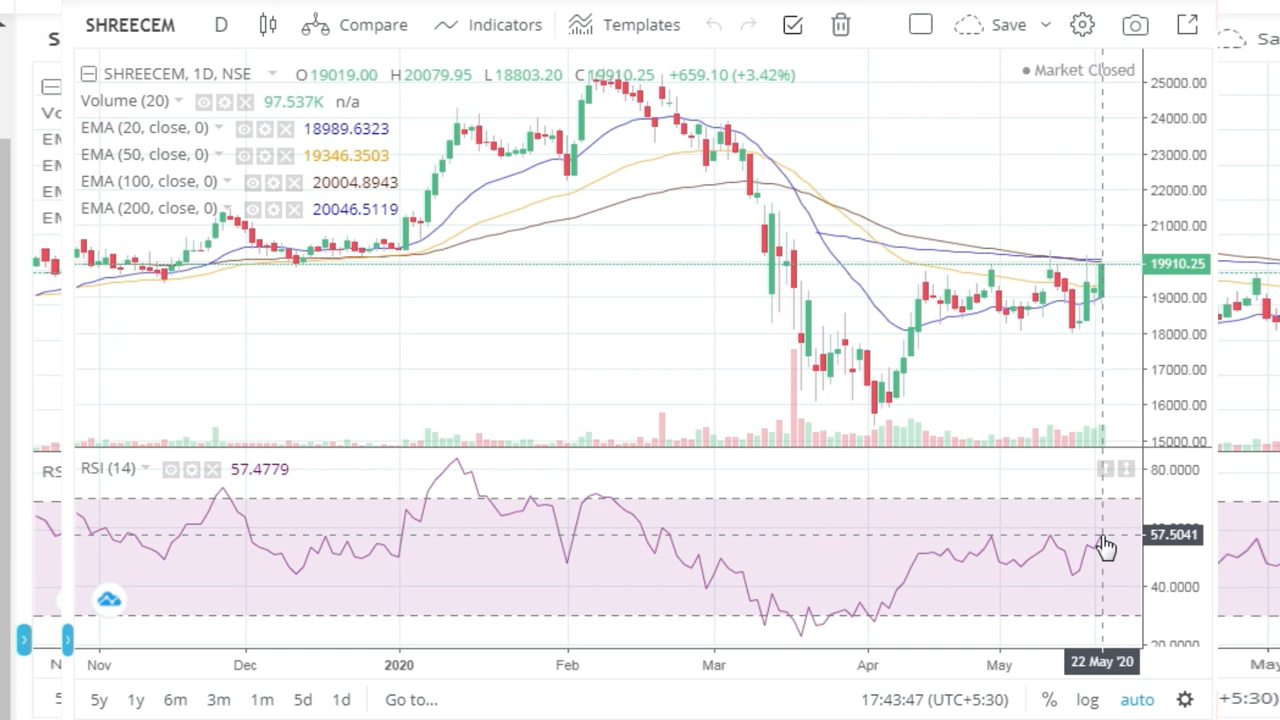 SHREECEM D Compare Indicators Templates Save
SHREECEM, 1D, NSE O19019.00 H20079.95 L18803.20 C19910.25 +659.10 (+3.42%)
Market Closed
Volume (20) 97.537K n/a
EMA (20, close, 0) 18989.6323
EMA (50, close, 0) 19346.3503
EMA (100, close, 0) 20004.8943
EMA (200, close, 0) 20046.5119
25000.00
24000.00
23000.00
22000.00
21000.00
19910.25
19000.00
18000.00
17000.00
16000.00
15000.00
RSI (14) 57.4779
80.0000
57.5041
40.0000
20.0000
Nov Dec 2020 Feb Mar Apr May 22 May '20
5y 1y 6m 3m 1m 5d 1d Go to... 17:43:47 (UTC+5:30) % log auto
+5:30)